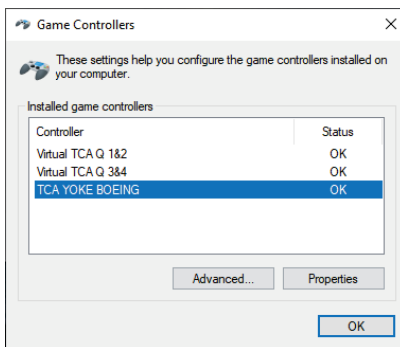 Game Controllers
These settings help you configure the game controllers installed on
your computer.
Installed game controllers
Controller Status
Virtual TCA Q 1&2 OK
Virtual TCA Q 3&4 OK
TCA YOKE BOEING OK
Advanced... Properties
OK